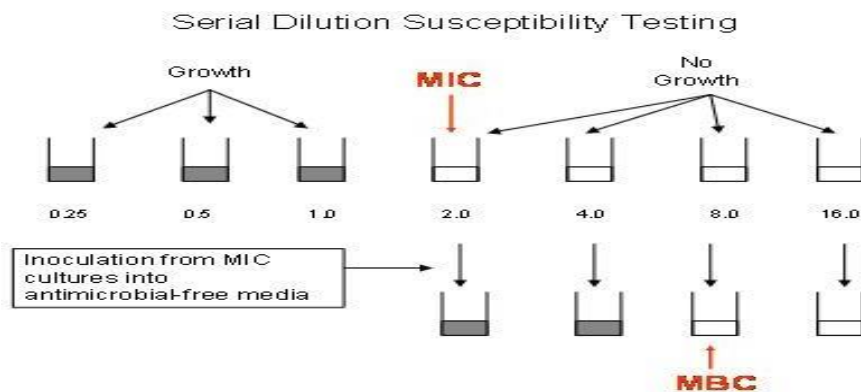 Serial Dilution Susceptibility Testing
Growth
MIC
No
Growth
0.25
0.5
1.0
2.0
4.0
8.0
16.0
Inoculation from MIC
cultures into
antimicrobial-free media
MBC